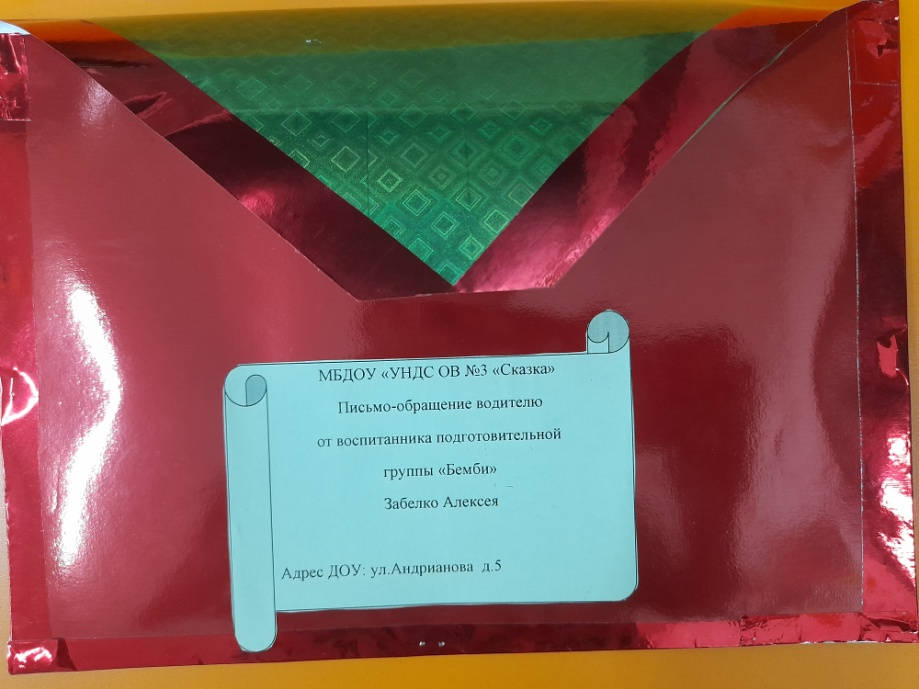 МБДОУ «УНДС ОВ №3 «Сказка»
Письмо-обращение водителю
от воспитанника подготовительной
группы «Бемби»
Забелко Алексея
Адрес ДОУ: ул.Андрианова д.5